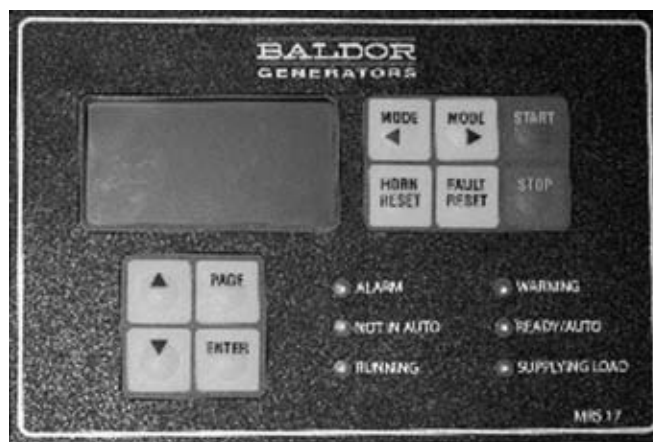 BALDOR
GENERATORS
MODE
MODE
START
HORN
RESET
FAULT
RESET
STOP
PAGE
ENTER
ALARM
WARNING
NOT IN AUTO
READY/AUTO
RUNNING
SUPPLYING LOAD
MRS 17